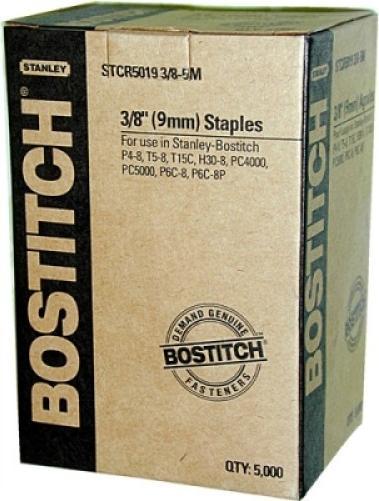 STANLEY
BOSTITCH®
STCR5019 3/8-5M
3/8" (9mm) Staples
For use in Stanley-Bostitch
P4-8, T5-8, T15C, H30-8, PC4000,
PC5000, P6C-8, P6C-8P
DEMAND GENUINE
BOSTITCH®
FASTENERS
QTY: 5,000
STANLEY
BOSTITCH